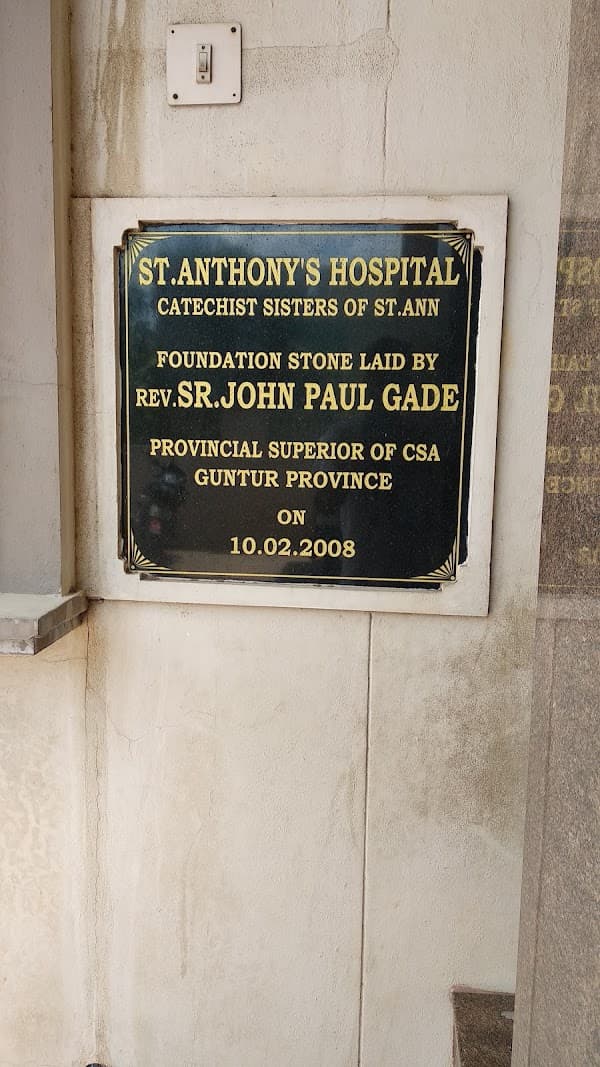 ST.ANTHONY'S HOSPITAL
CATECHIST SISTERS OF ST.ANN
FOUNDATION STONE LAID BY
REV.SR.JOHN PAUL GADE
PROVINCIAL SUPERIOR OF CSA
GUNTUR PROVINCE
ON
10.02.2008